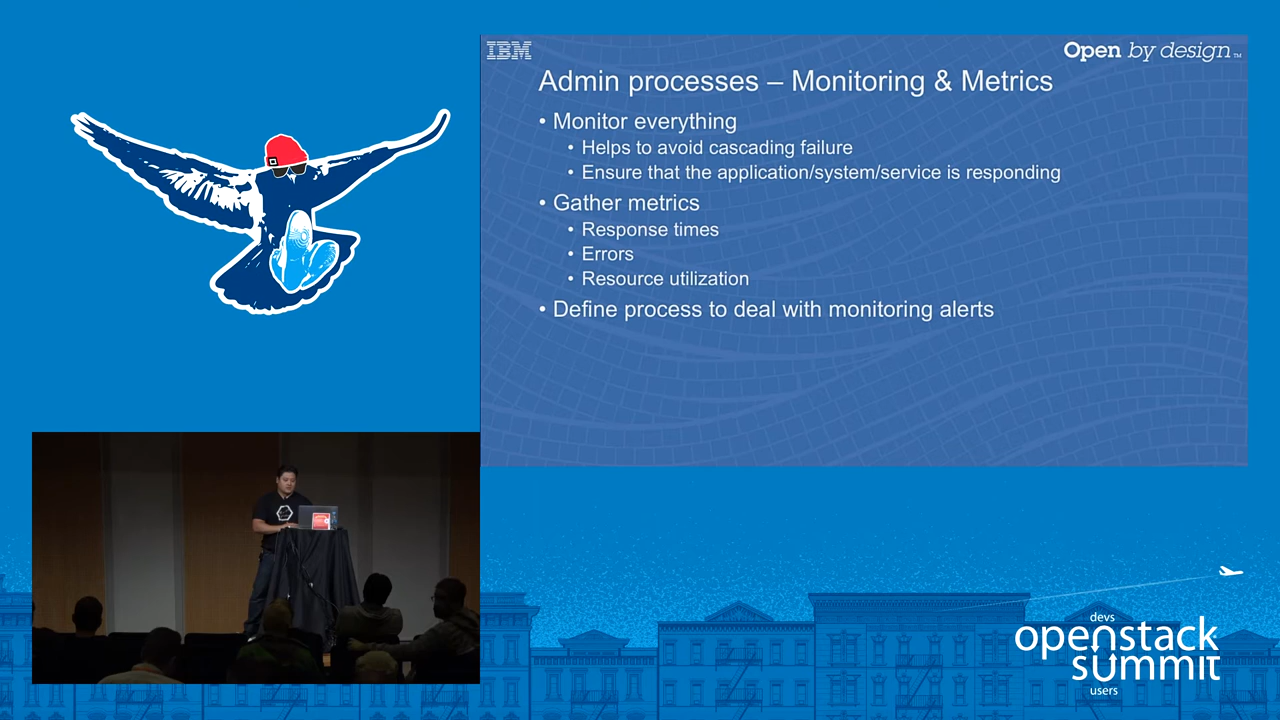 IBM
Open by design™
Admin processes – Monitoring & Metrics
• Monitor everything
• Helps to avoid cascading failure
• Ensure that the application/system/service is responding
• Gather metrics
• Response times
• Errors
• Resource utilization
• Define process to deal with monitoring alerts
devs
openstack
summit
users